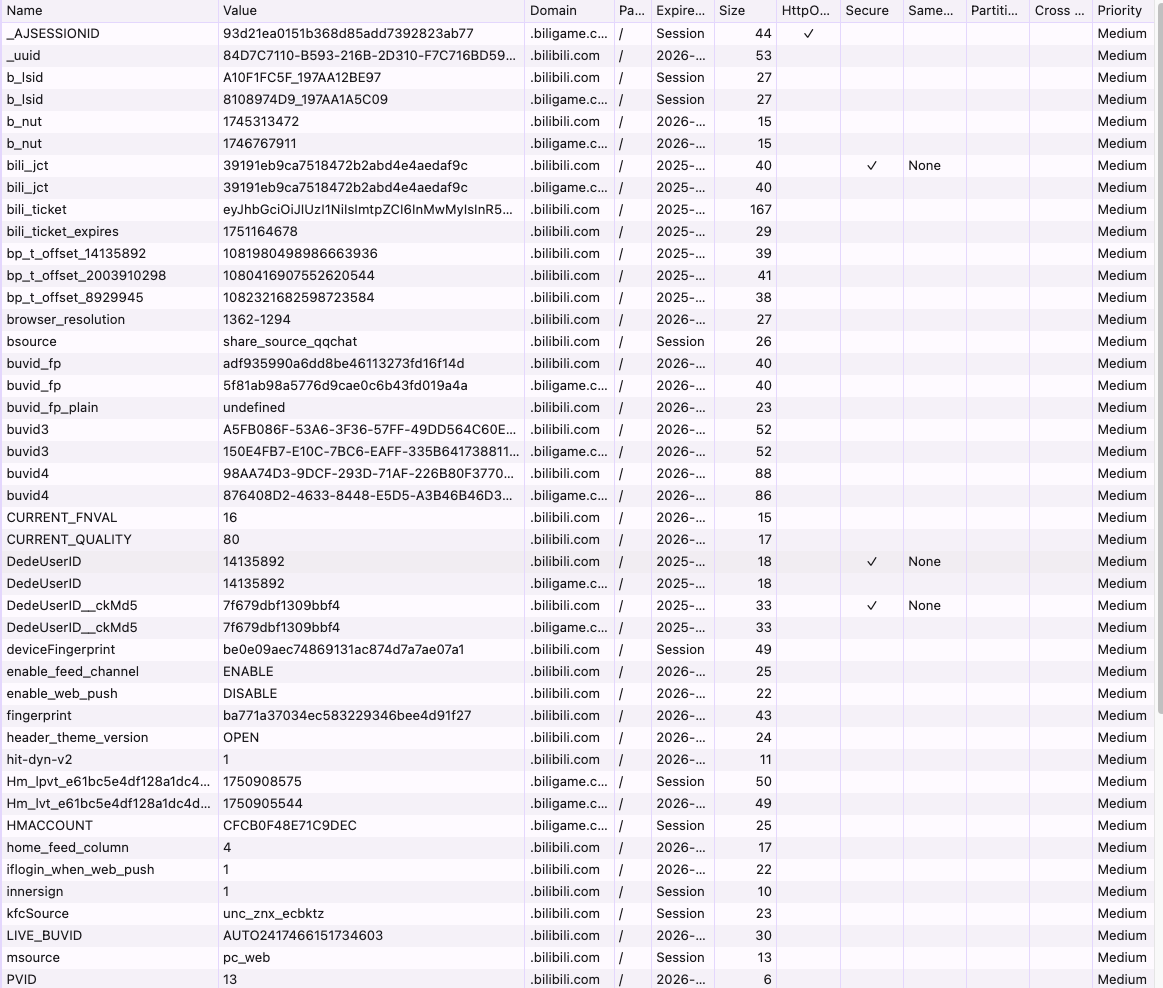 Name Value Domain Pa... Expire... Size HttpO... Secure Same... Partiti... Cross ... Priority
_AJSESSIONID 93d21ea0151b368d85add7392823ab77 .biligame.c... / Session 44 ✓ Medium
_uuid 84D7C7110-B593-216B-2D310-F7C716BD59... .bilibili.com / 2026-... 53 Medium
b_lsid A10F1FC5F_197AA12BE97 .bilibili.com / Session 27 Medium
b_lsid 8108974D9_197AA1A5C09 .biligame.c... / Session 27 Medium
b_nut 1745313472 .bilibili.com / 2026-... 15 Medium
b_nut 1746767911 .biligame.c... / 2026-... 15 Medium
bili_jct 39191eb9ca7518472b2abd4e4aedaf9c .bilibili.com / 2025-... 40 ✓ None Medium
bili_jct 39191eb9ca7518472b2abd4e4aedaf9c .biligame.c... / 2025-... 40 Medium
bili_ticket eyJhbGciOiJIUzI1NiIsImtpZCI6InMwMyIsInR5... .bilibili.com / 2025-... 167 Medium
bili_ticket_expires 1751164678 .bilibili.com / 2025-... 29 Medium
bp_t_offset_14135892 1081980498986663936 .bilibili.com / 2025-... 39 Medium
bp_t_offset_2003910298 1080416907552620544 .bilibili.com / 2025-... 41 Medium
bp_t_offset_8929945 1082321682598723584 .bilibili.com / 2025-... 38 Medium
browser_resolution 1362-1294 .bilibili.com / 2026-... 27 Medium
bsource share_source_qqchat .bilibili.com / Session 26 Medium
buvid_fp adf935990a6dd8be46113273fd16f14d .bilibili.com / 2026-... 40 Medium
buvid_fp 5f81ab98a5776d9cae0c6b43fd019a4a .biligame.c... / 2026-... 40 Medium
buvid_fp_plain undefined .bilibili.com / 2026-... 23 Medium
buvid3 A5FB086F-53A6-3F36-57FF-49DD564C60E... .bilibili.com / 2026-... 52 Medium
buvid3 150E4FB7-E10C-7BC6-EAFF-335B641738811... .biligame.c... / 2026-... 52 Medium
buvid4 98AA74D3-9DCF-293D-71AF-226B80F3770... .bilibili.com / 2026-... 88 Medium
buvid4 876408D2-4633-8448-E5D5-A3B46B46D3... .biligame.c... / 2026-... 86 Medium
CURRENT_FNVAL 16 .bilibili.com / 2026-... 15 Medium
CURRENT_QUALITY 80 .bilibili.com / 2026-... 17 Medium
DedeUserID 14135892 .bilibili.com / 2025-... 18 ✓ None Medium
DedeUserID 14135892 .biligame.c... / 2025-... 18 Medium
DedeUserID__ckMd5 7f679dbf1309bbf4 .bilibili.com / 2025-... 33 ✓ None Medium
DedeUserID__ckMd5 7f679dbf1309bbf4 .biligame.c... / 2025-... 33 Medium
deviceFingerprint be0e09aec74869131ac874d7a7ae07a1 .bilibili.com / Session 49 Medium
enable_feed_channel ENABLE .bilibili.com / 2026-... 25 Medium
enable_web_push DISABLE .bilibili.com / 2026-... 22 Medium
fingerprint ba771a37034ec583229346bee4d91f27 .bilibili.com / 2026-... 43 Medium
header_theme_version OPEN .bilibili.com / 2026-... 24 Medium
hit-dyn-v2 1 .bilibili.com / 2026-... 11 Medium
Hm_lpvt_e61bc5e4df128a1dc4... 1750908575 .biligame.c... / Session 50 Medium
Hm_lvt_e61bc5e4df128a1dc4d... 1750905544 .biligame.c... / 2026-... 49 Medium
HMACCOUNT CFCB0F48E71C9DEC .biligame.c... / Session 25 Medium
home_feed_column 4 .bilibili.com / 2026-... 17 Medium
iflogin_when_web_push 1 .bilibili.com / 2026-... 22 Medium
innersign 1 .bilibili.com / Session 10 Medium
kfcSource unc_znx_ecbktz .bilibili.com / Session 23 Medium
LIVE_BUVID AUTO2417466151734603 .bilibili.com / 2026-... 30 Medium
msource pc_web .bilibili.com / Session 13 Medium
PVID 13 .bilibili.com / 2026-... 6 Medium